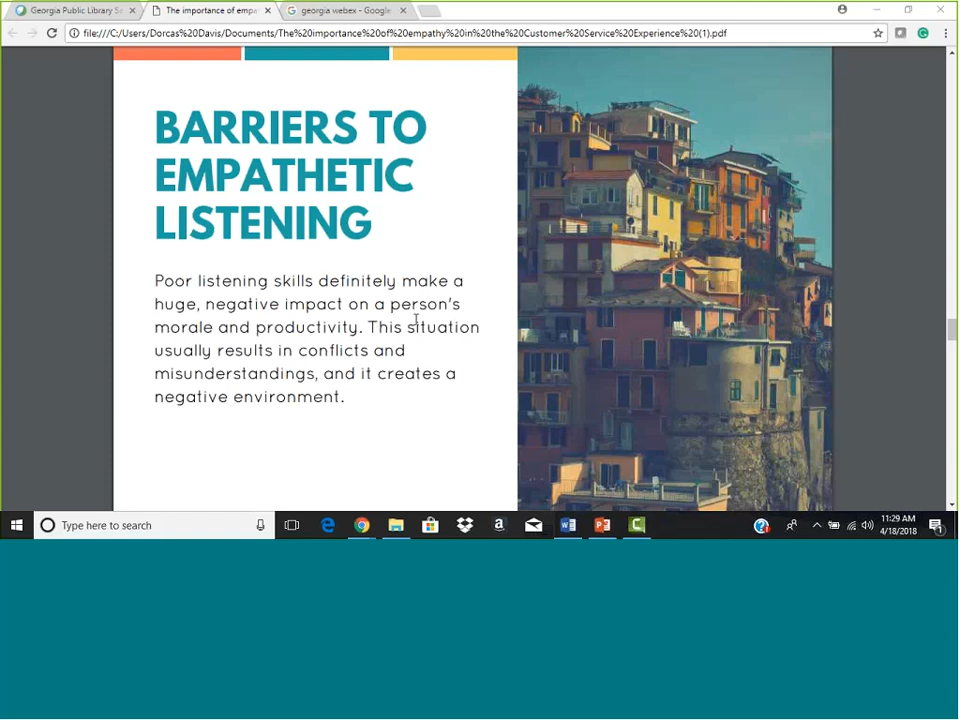 Georgia Public Library Se
The importance of empa
georgia webex - Google
file:///C:/Users/Dorcas%20Davis/Documents/The%20importance%20of%20empathy%20in%20the%20Customer%20Service%20Experience%20(1).pdf
BARRIERS TO
EMPATHETIC
LISTENING
Poor listening skills definitely make a
huge, negative impact on a person's
morale and productivity. This situation
usually results in conflicts and
misunderstandings, and it creates a
negative environment.
Type here to search
11:29 AM
4/18/2018